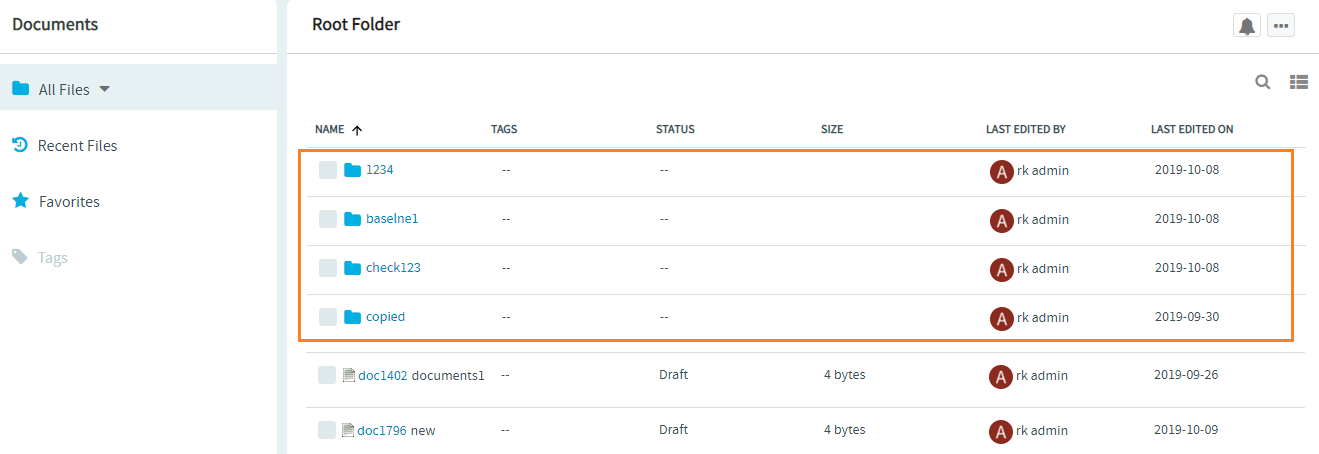 Documents
Root Folder
All Files
Recent Files
Favorites
Tags
NAME TAGS STATUS SIZE LAST EDITED BY LAST EDITED ON
1234 -- -- A rk admin 2019-10-08
baselne1 -- -- A rk admin 2019-10-08
check123 -- -- A rk admin 2019-10-08
copied -- -- A rk admin 2019-09-30
doc1402 documents1 -- Draft 4 bytes A rk admin 2019-09-26
doc1796 new -- Draft 4 bytes A rk admin 2019-10-09